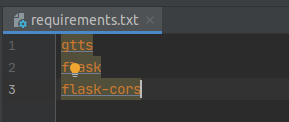 requirements.txt
1 gtts
2 flask
3 flask-cors